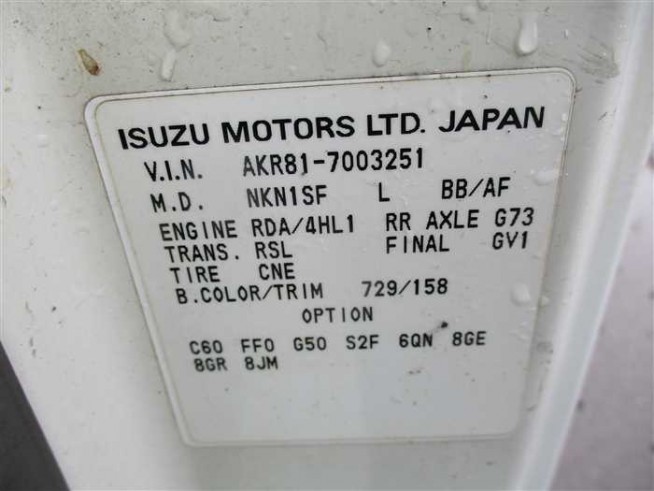 ISUZU MOTORS LTD. JAPAN
V.I.N. AKR81-7003251
M.D. NKN1SF L BB/AF
ENGINE RDA/4HL1 RR AXLE G73
TRANS. RSL FINAL GV1
TIRE CNE
B.COLOR/TRIM 729/158
OPTION
C60 FF0 G50 S2F 6QN 8GE
8GR 8JM